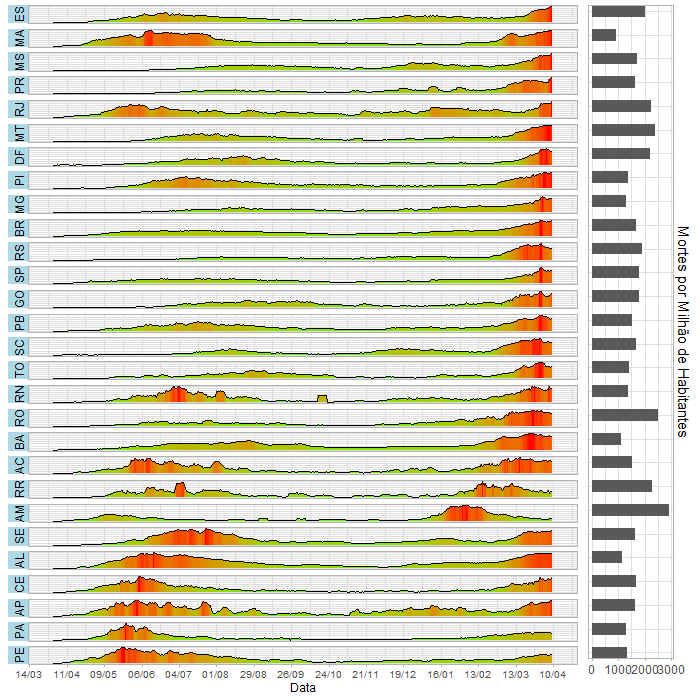 ES
MA
MS
PR
RJ
MT
DF
PI
MG
BR
RS
SP
GO
PB
SC
TO
RN
RO
BA
AC
RR
AM
SE
AL
CE
AP
PA
PE
14/03 11/04 09/05 06/06 04/07 01/08 29/08 26/09 24/10 21/11 19/12 16/01 13/02 13/03 10/04
Data
0 1000 2000 3000
Mortes por Milhão de Habitantes